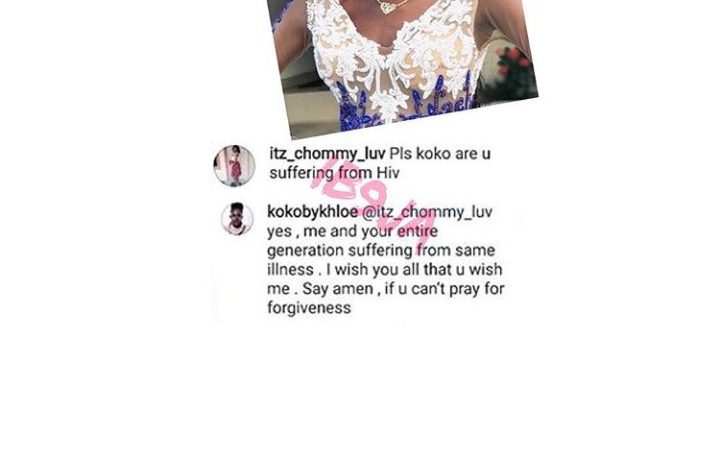 itz_chommy_luv Pls koko are u
suffering from Hiv
kokobykhloe @itz_chommy_luv
yes , me and your entire
generation suffering from same
illness . I wish you all that u wish
me . Say amen , if u can't pray for
forgiveness
IB9JA